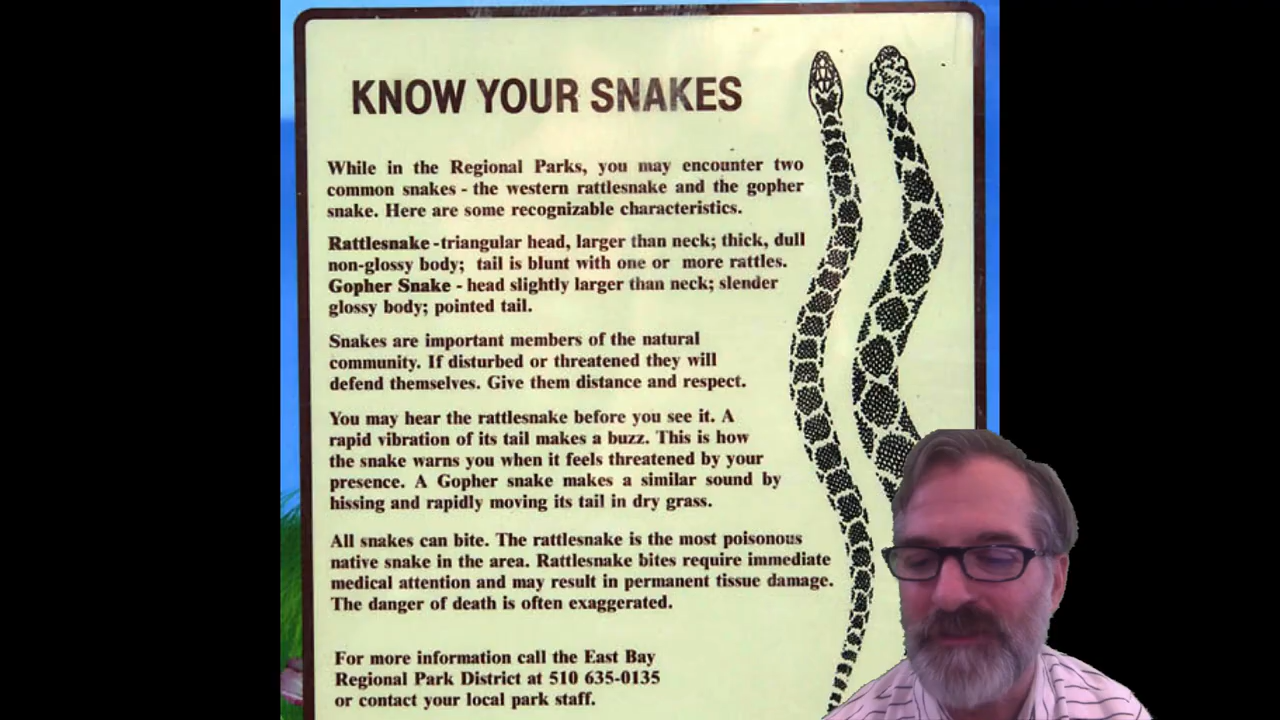 KNOW YOUR SNAKES
While in the Regional Parks, you may encounter two
common snakes - the western rattlesnake and the gopher
snake. Here are some recognizable characteristics.
Rattlesnake -triangular head, larger than neck; thick, dull
non-glossy body; tail is blunt with one or more rattles.
Gopher Snake - head slightly larger than neck; slender
glossy body; pointed tail.
Snakes are important members of the natural
community. If disturbed or threatened they will
defend themselves. Give them distance and respect.
You may hear the rattlesnake before you see it. A
rapid vibration of its tail makes a buzz. This is how
the snake warns you when it feels threatened by your
presence. A Gopher snake makes a similar sound by
hissing and rapidly moving its tail in dry grass.
All snakes can bite. The rattlesnake is the most poisonous
native snake in the area. Rattlesnake bites require immediate
medical attention and may result in permanent tissue damage.
The danger of death is often exaggerated.
For more information call the East Bay
Regional Park District at 510 635-0135
or contact your local park staff.